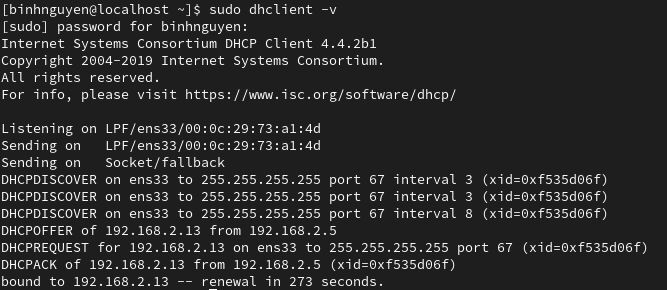 [binhnguyen@localhost ~]$ sudo dhclient -v
[sudo] password for binhnguyen:
Internet Systems Consortium DHCP Client 4.4.2b1
Copyright 2004-2019 Internet Systems Consortium.
All rights reserved.
For info, please visit https://www.isc.org/software/dhcp/
Listening on LPF/ens33/00:0c:29:73:a1:4d
Sending on   LPF/ens33/00:0c:29:73:a1:4d
Sending on   Socket/fallback
DHCPDISCOVER on ens33 to 255.255.255.255 port 67 interval 3 (xid=0xf535d06f)
DHCPDISCOVER on ens33 to 255.255.255.255 port 67 interval 3 (xid=0xf535d06f)
DHCPDISCOVER on ens33 to 255.255.255.255 port 67 interval 8 (xid=0xf535d06f)
DHCPOFFER of 192.168.2.13 from 192.168.2.5
DHCPREQUEST for 192.168.2.13 on ens33 to 255.255.255.255 port 67 (xid=0xf535d06f)
DHCPACK of 192.168.2.13 from 192.168.2.5 (xid=0xf535d06f)
bound to 192.168.2.13 -- renewal in 273 seconds.